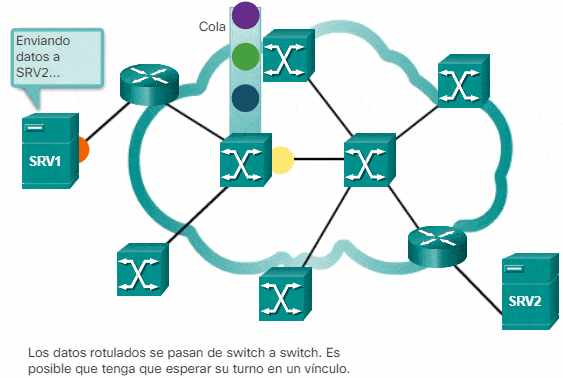 Enviando
datos a
SRV2...
Cola
SRV1
SRV2
Los datos rotulados se pasan de switch a switch. Es
posible que tenga que esperar su turno en un vínculo.